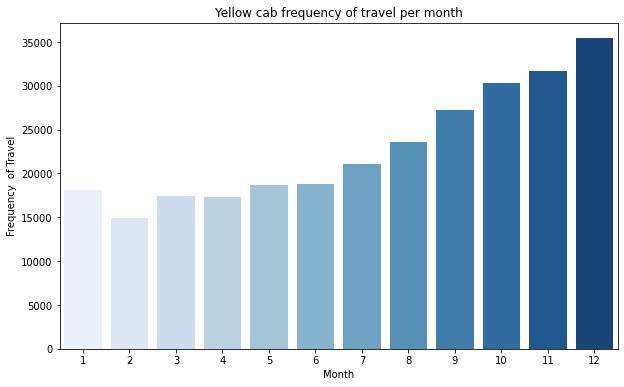 Yellow cab frequency of travel per month
Frequency  of Travel
35000
30000
25000
20000
15000
10000
5000
0
1 2 3 4 5 6 7 8 9 10 11 12
Month